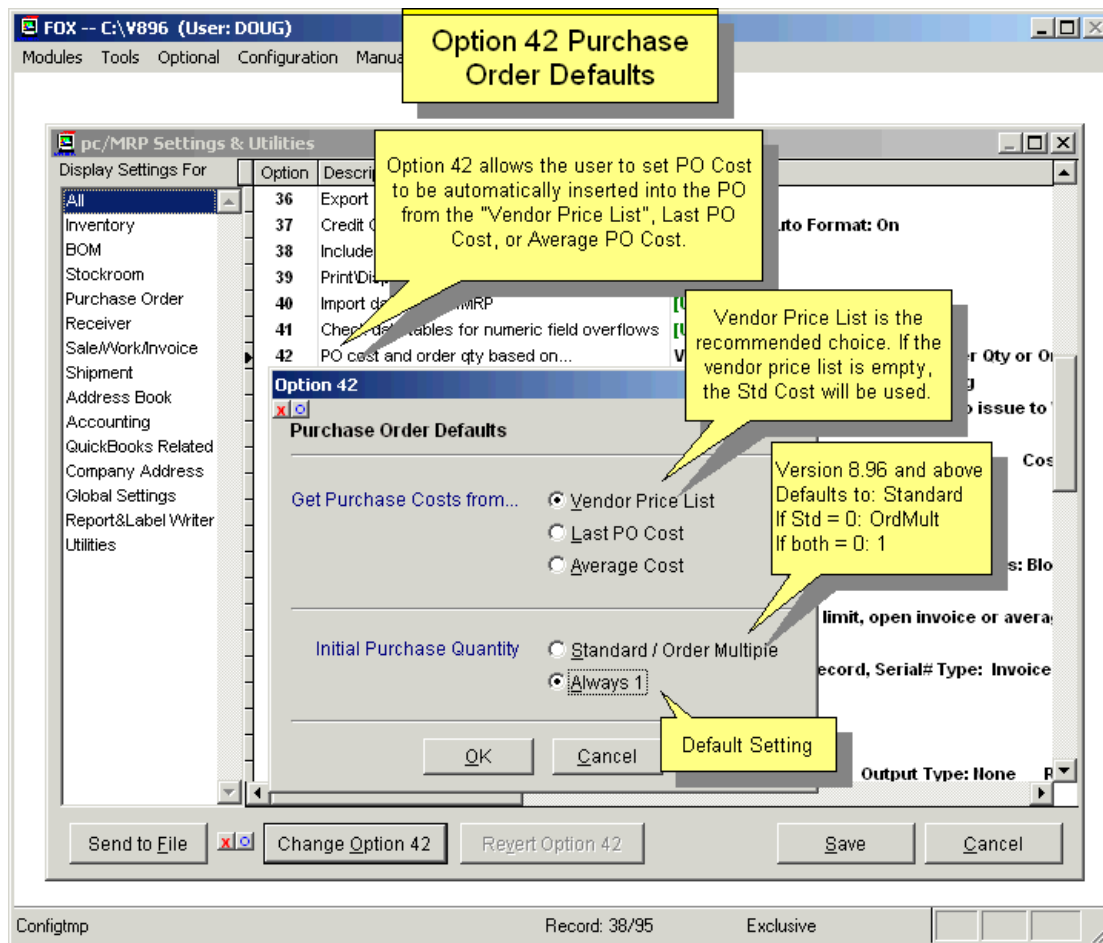 FOX -- C:\V896 (User: DOUG)
Option 42 Purchase
Order Defaults
Modules Tools Optional Configuration
pc/MRP Settings & Utilities
Display Settings For
Option
All
Inventory
BOM
Stockroom
Purchase Order
Receiver
Sale/Work/Invoice
Shipment
Address Book
Accounting
QuickBooks Related
Company Address
Global Settings
Report&Label Writer
Utilities
Option 42 allows the user to set PO Cost
to be automatically inserted into the PO
from the "Vendor Price List", Last PO
Cost, or Average PO Cost.
36 Export
37 Credit Format: On
38 Include
39
40 Import
41 Check tables for numeric field overflows
42 PO cost and order qty based on...
Qty or
issue to
Vendor Price List is the
recommended choice. If the
vendor price list is empty,
the Std Cost will be used.
Option 42
Purchase Order Defaults
Get Purchase Costs from...
Vendor Price List
Last PO Cost
Average Cost
Version 8.96 and above
Defaults to: Standard
If Std = 0: OrdMult
If both = 0: 1
limit, open invoice or
Initial Purchase Quantity
Standard / Order Multiple
Always 1
Serial# Type: Invoice
Default Setting
OK Cancel
Output Type: None
Send to File
Change Option 42
Revert Option 42
Save
Cancel
Configtmp Record: 38/95 Exclusive